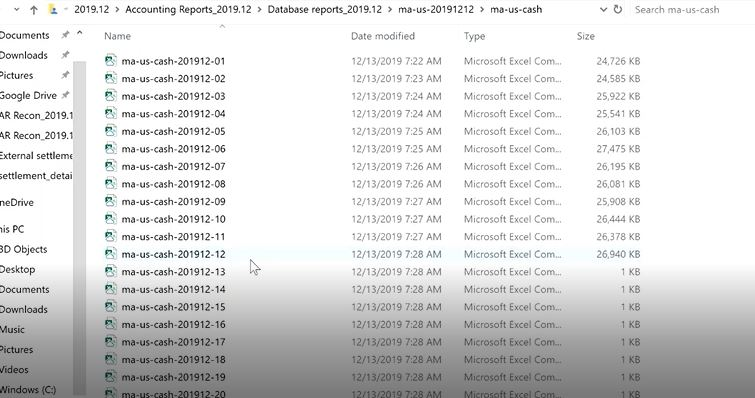 2019.12 > Accounting Reports_2019.12 > Database reports_2019.12 > ma-us-20191212 > ma-us-cash Search ma-us-cash
Name Date modified Type Size
Documents
Downloads
Pictures
Google Drive
AR Recon_2019.1
AR Recon_2019.1
External settleme
settlement_detai
neDrive
his PC
3D Objects
Desktop
Documents
Downloads
Music
Pictures
Videos
Windows (C:)
ma-us-cash-201912-01 12/13/2019 7:22 AM Microsoft Excel Com... 24,726 KB
ma-us-cash-201912-02 12/13/2019 7:23 AM Microsoft Excel Com... 24,585 KB
ma-us-cash-201912-03 12/13/2019 7:24 AM Microsoft Excel Com... 25,922 KB
ma-us-cash-201912-04 12/13/2019 7:24 AM Microsoft Excel Com... 25,541 KB
ma-us-cash-201912-05 12/13/2019 7:25 AM Microsoft Excel Com... 26,103 KB
ma-us-cash-201912-06 12/13/2019 7:25 AM Microsoft Excel Com... 27,475 KB
ma-us-cash-201912-07 12/13/2019 7:26 AM Microsoft Excel Com... 26,195 KB
ma-us-cash-201912-08 12/13/2019 7:26 AM Microsoft Excel Com... 26,081 KB
ma-us-cash-201912-09 12/13/2019 7:27 AM Microsoft Excel Com... 25,908 KB
ma-us-cash-201912-10 12/13/2019 7:27 AM Microsoft Excel Com... 26,444 KB
ma-us-cash-201912-11 12/13/2019 7:27 AM Microsoft Excel Com... 26,378 KB
ma-us-cash-201912-12 12/13/2019 7:28 AM Microsoft Excel Com... 26,940 KB
ma-us-cash-201912-13 12/13/2019 7:28 AM Microsoft Excel Com... 1 KB
ma-us-cash-201912-14 12/13/2019 7:28 AM Microsoft Excel Com... 1 KB
ma-us-cash-201912-15 12/13/2019 7:28 AM Microsoft Excel Com... 1 KB
ma-us-cash-201912-16 12/13/2019 7:28 AM Microsoft Excel Com... 1 KB
ma-us-cash-201912-17 12/13/2019 7:28 AM Microsoft Excel Com... 1 KB
ma-us-cash-201912-18 12/13/2019 7:28 AM Microsoft Excel Com... 1 KB
ma-us-cash-201912-19 12/13/2019 7:28 AM Microsoft Excel Com... 1 KB
ma-us-cash-201912-20 12/13/2019 7:28 AM Microsoft Excel Com... 1 KB